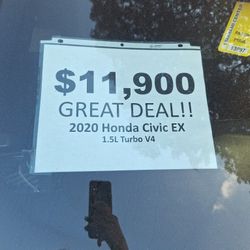 $11,900
GREAT DEAL!!
2020 Honda Civic EX
1.5L Turbo V4